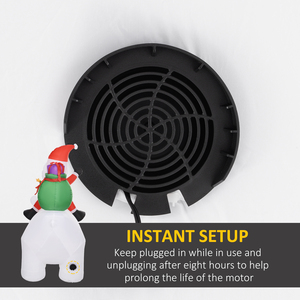 INSTANT SETUP
Keep plugged in while in use and
unplugging after eight hours to help
prolong the life of the motor